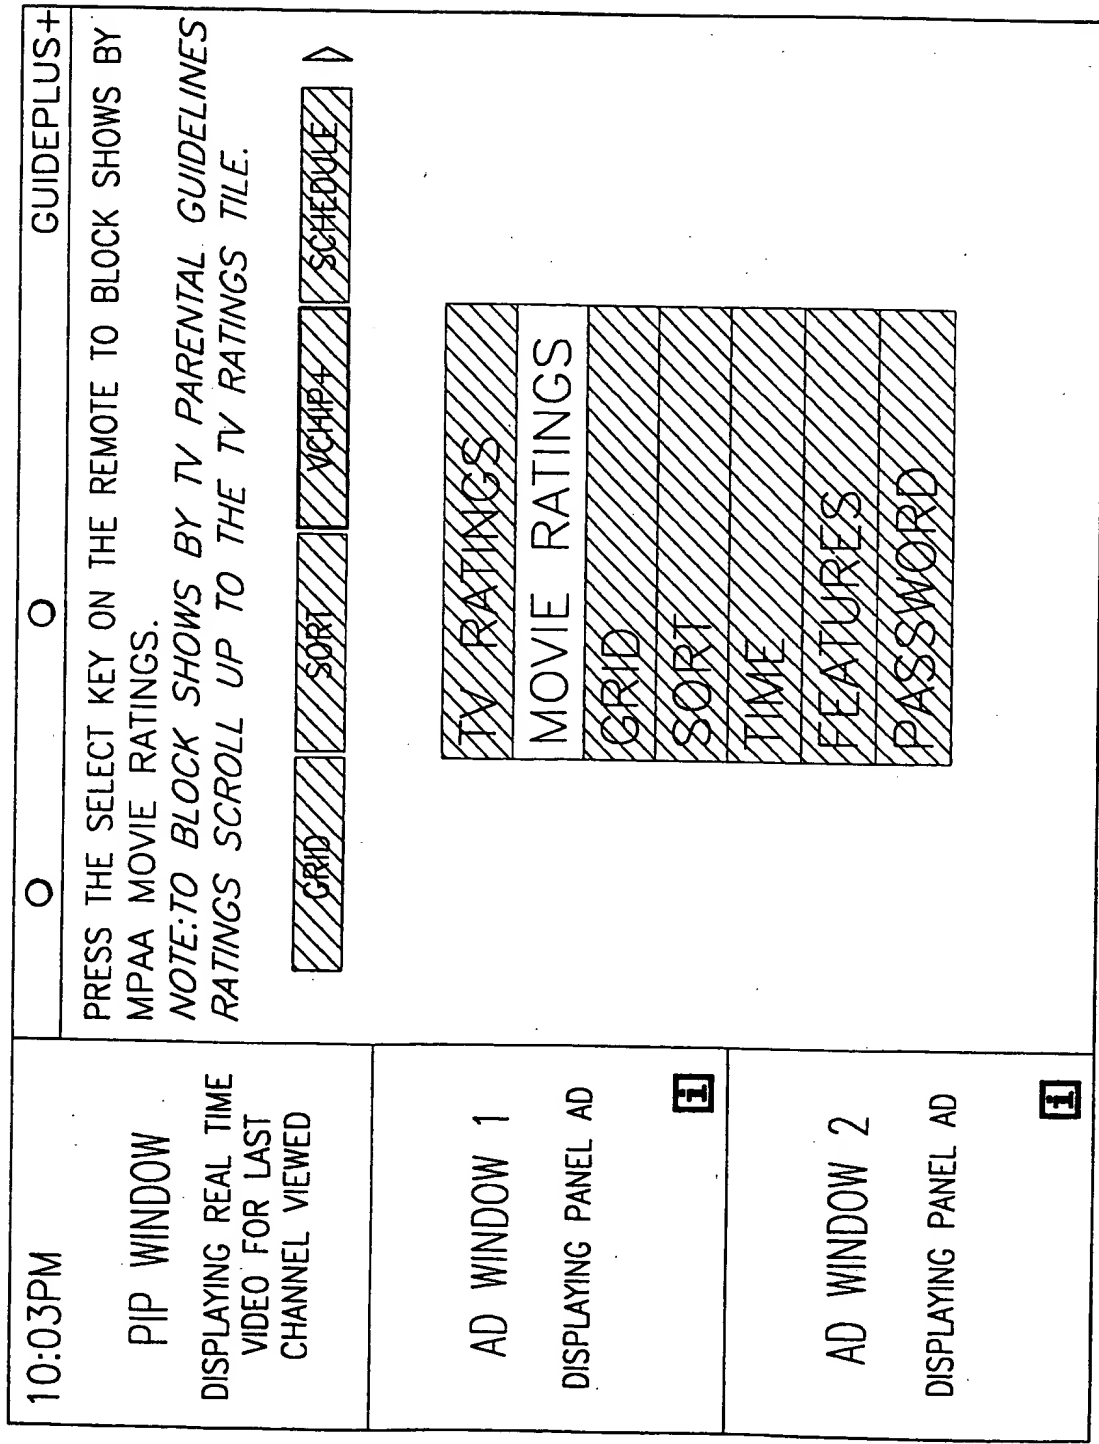 10:03PM
GUIDEPLUS+
PIP WINDOW
DISPLAYING REAL TIME
VIDEO FOR LAST
CHANNEL VIEWED
AD WINDOW 1
DISPLAYING PANEL AD
i
AD WINDOW 2
DISPLAYING PANEL AD
i
PRESS THE SELECT KEY ON THE REMOTE TO BLOCK SHOWS BY
MPAA MOVIE RATINGS.
NOTE:TO BLOCK SHOWS BY TV PARENTAL GUIDELINES
RATINGS SCROLL UP TO THE TV RATINGS TILE.
GRID SORT VCHIP+ SCHEDULE
TV RATINGS
MOVIE RATINGS
GRID
SORT
TIME
FEATURES
PASSWORD